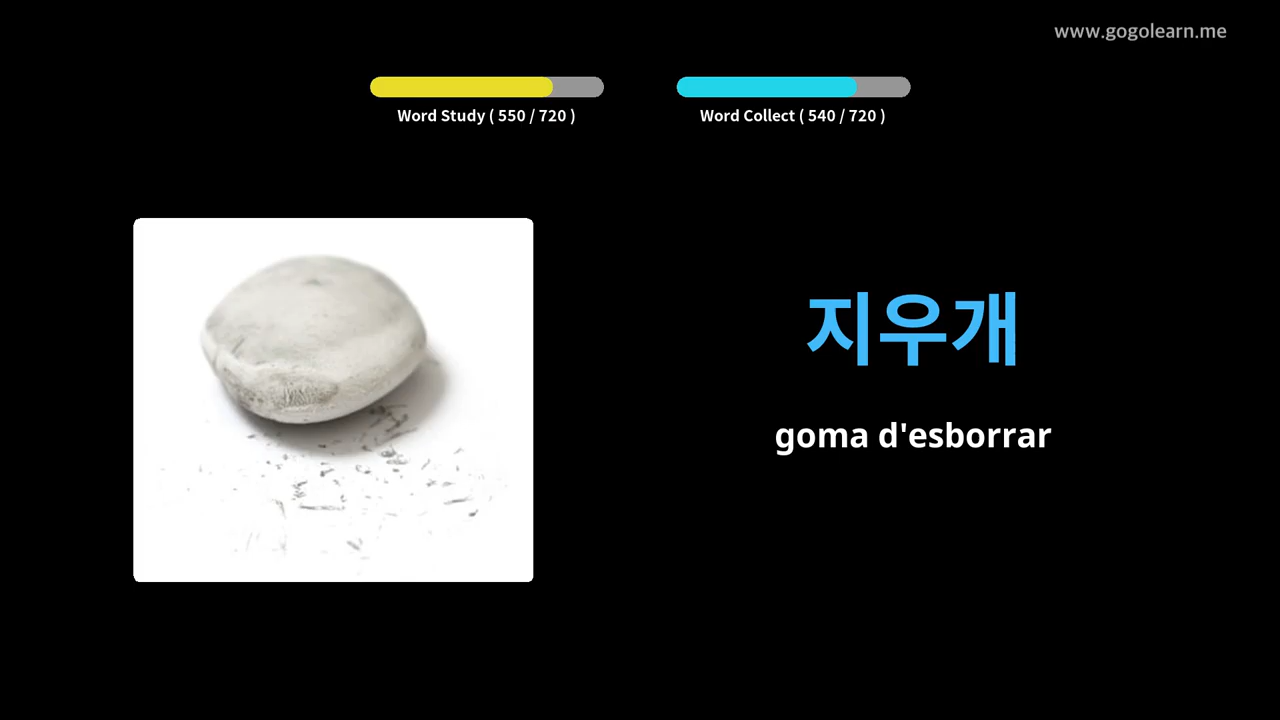 www.gogolearn.me
Word Study ( 550 / 720 )
Word Collect ( 540 / 720 )
지우개
goma d'esborrar